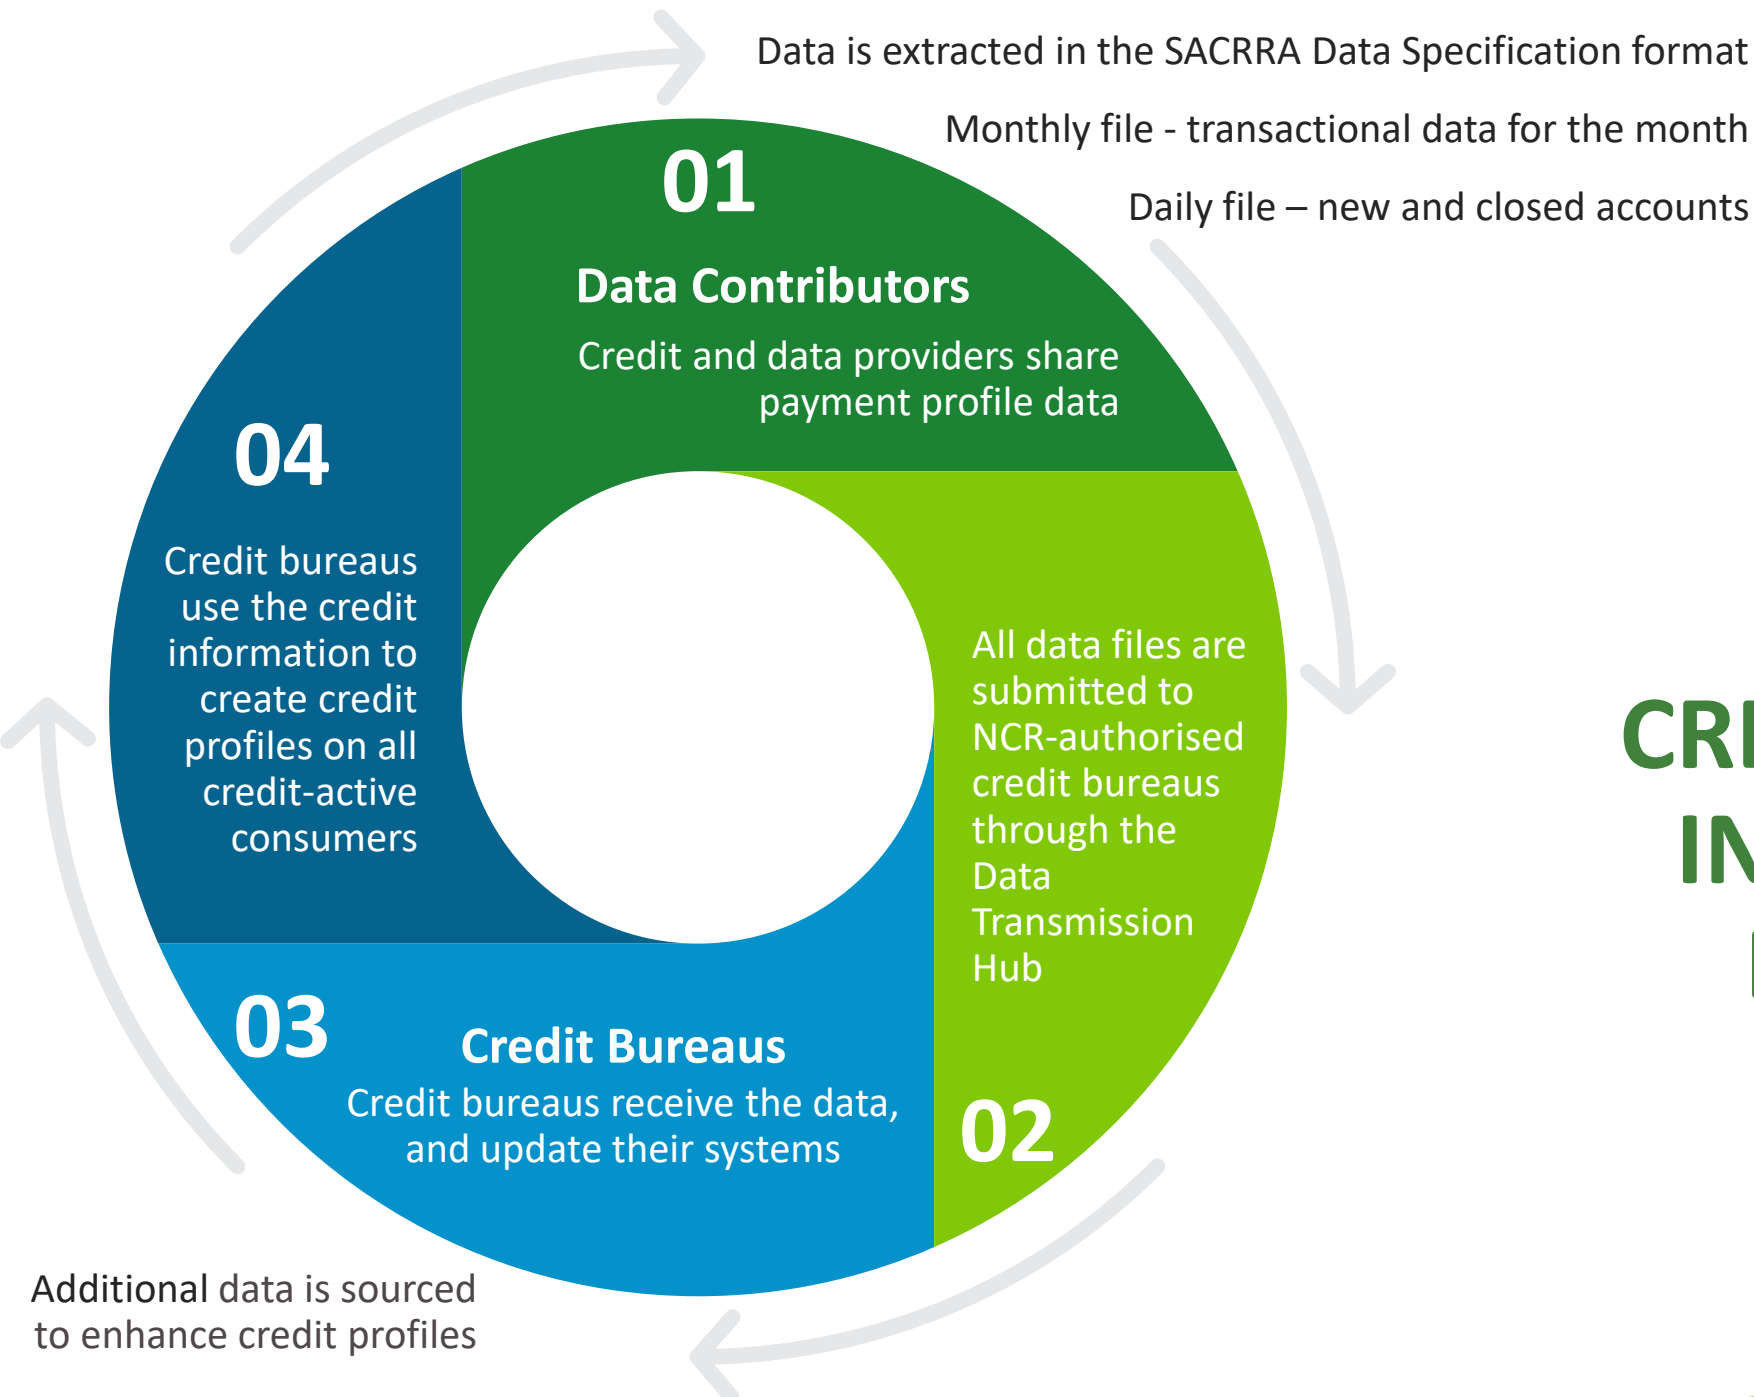 Data is extracted in the SACRRA Data Specification format
Monthly file - transactional data for the month
Daily file – new and closed accounts
01
Data Contributors
Credit and data providers share
payment profile data
All data files are
submitted to
NCR-authorised
credit bureaus
through the
Data
Transmission
Hub
02
03
Credit Bureaus
Credit bureaus receive the data,
and update their systems
04
Credit bureaus
use the credit
information to
create credit
profiles on all
credit-active
consumers
Additional data is sourced
to enhance credit profiles